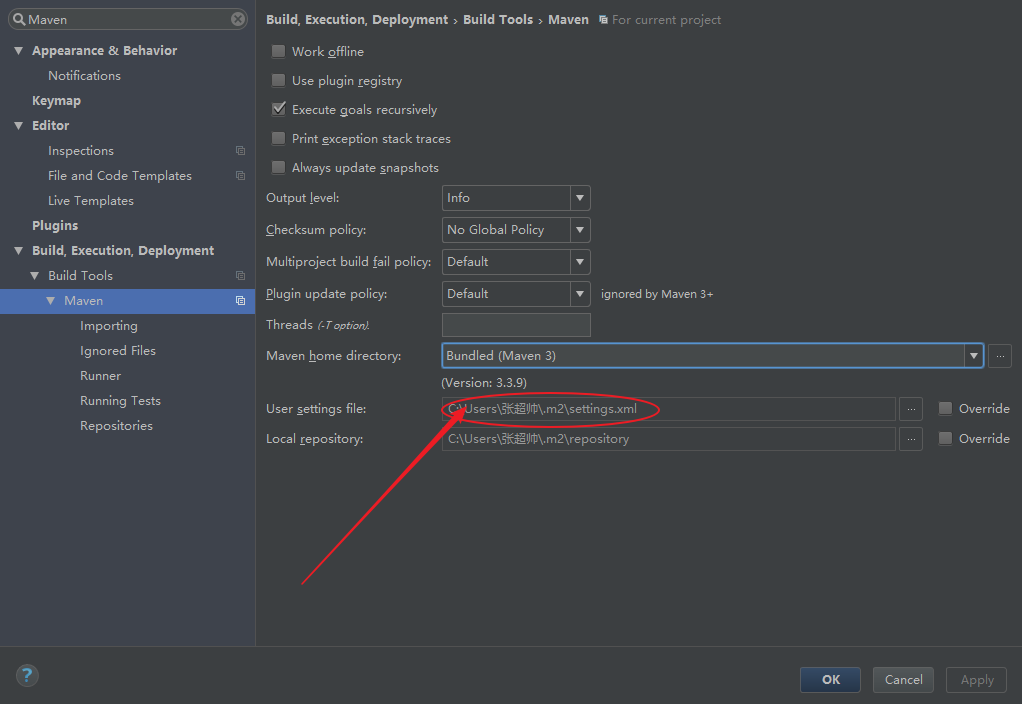 Maven
Appearance & Behavior
Notifications
Keymap
Editor
Inspections
File and Code Templates
Live Templates
Plugins
Build, Execution, Deployment
Build Tools
Maven
Importing
Ignored Files
Runner
Running Tests
Repositories
Build, Execution, Deployment › Build Tools › Maven For current project
Work offline
Use plugin registry
Execute goals recursively
Print exception stack traces
Always update snapshots
Output level: Info
Checksum policy: No Global Policy
Multiproject build fail policy: Default
Plugin update policy: Default ignored by Maven 3+
Threads (-T option).
Maven home directory: Bundled (Maven 3) ...
(Version: 3.3.9)
User settings file: C:\Users\张超帅\.m2\settings.xml ... Override
Local repository: C:\Users\张超帅\.m2\repository ... Override
? OK Cancel Apply